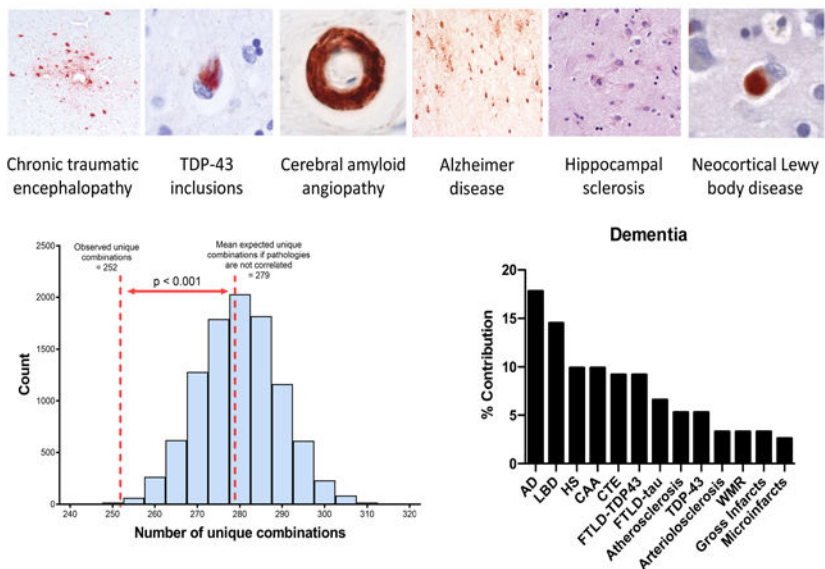 Chronic traumatic
encephalopathy
TDP-43
inclusions
Cerebral amyloid
angiopathy
Alzheimer
disease
Hippocampal
sclerosis
Neocortical Lewy
body disease
Observed unique
combinations
= 252
Mean expected unique
combinations if pathologies
are not correlated
= 279
p < 0.001
Count
2500
2000
1500
1000
500
0
240
250
260
270
280
290
300
310
320
Number of unique combinations
Dementia
% Contribution
20
15
10
5
0
AD
LBD
HS
CAA
CTE
FTLD-TDP43
FTLD-tau
Atherosclerosis
TDP-43
Arteriolosclerosis
WMR
Gross Infarcts
Microinfarcts